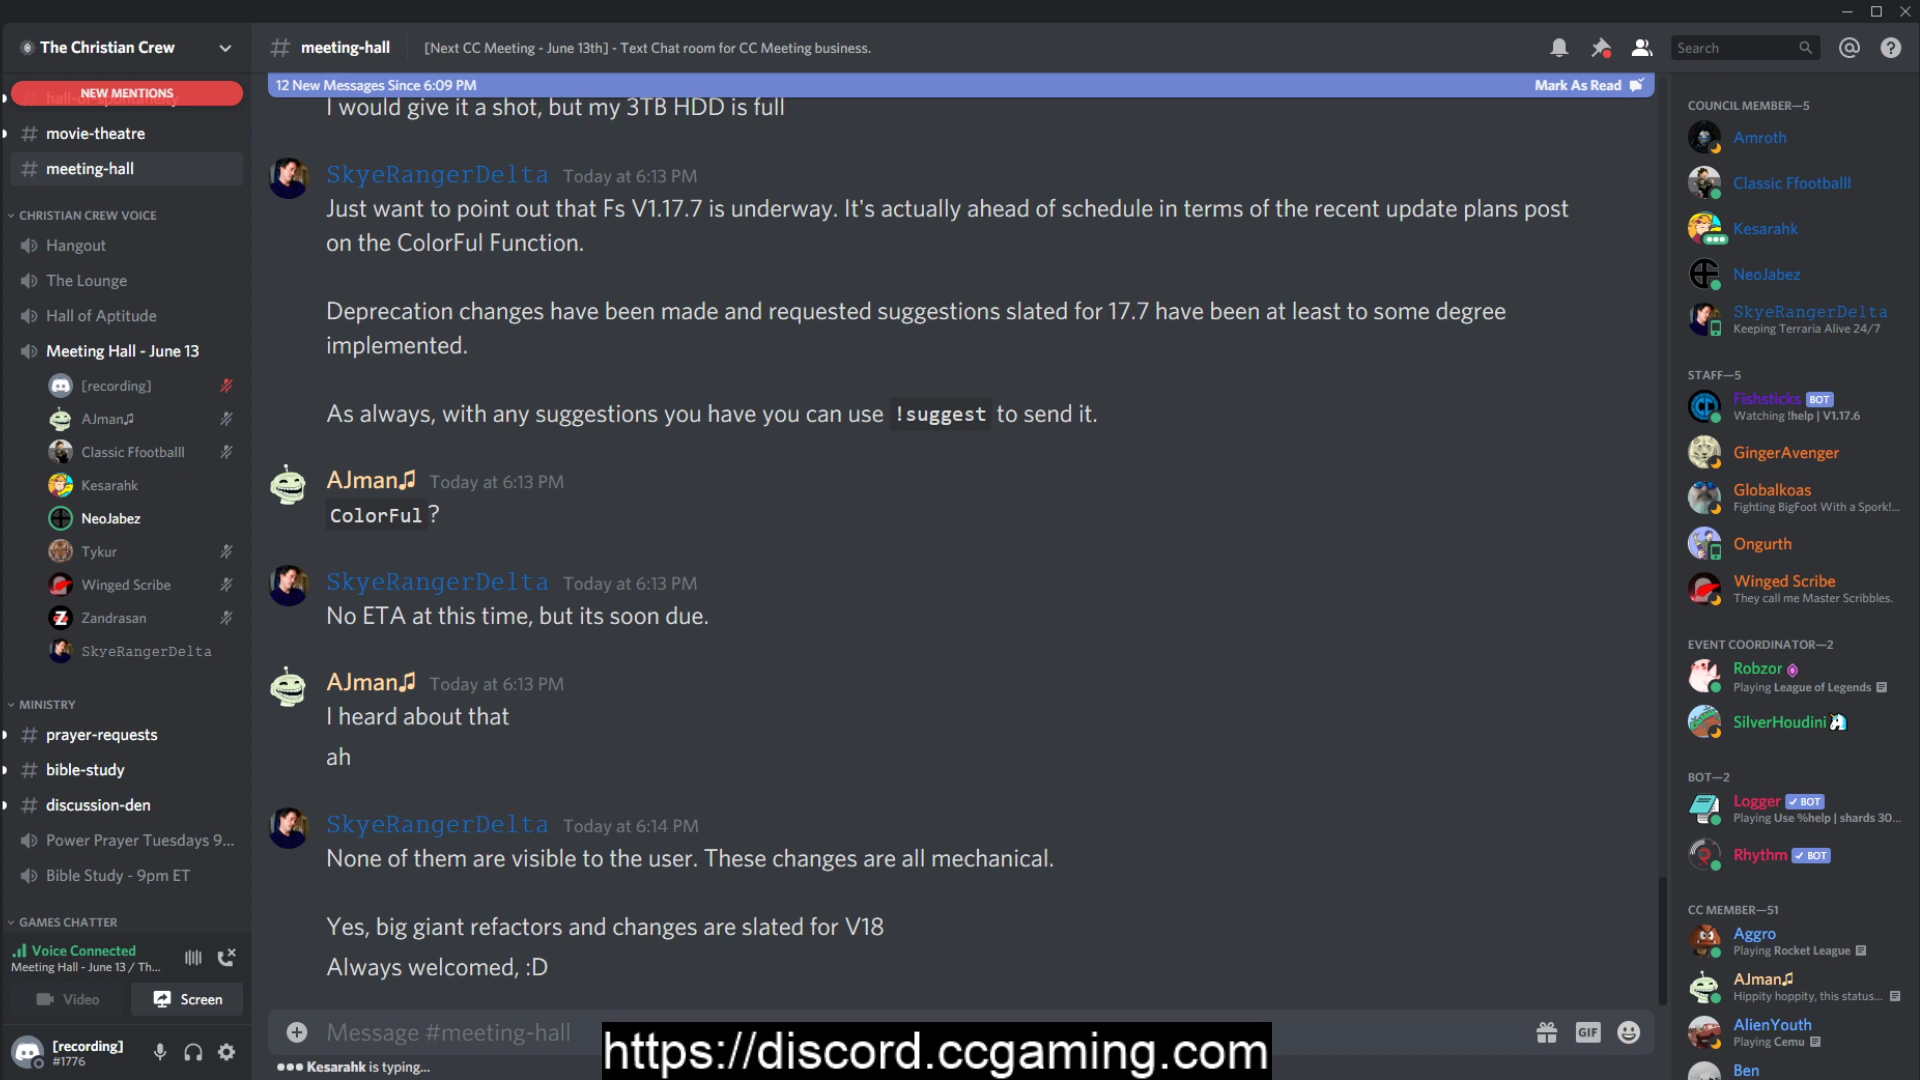 The Christian Crew
NEW MENTIONS
# movie-theatre
# meeting-hall
CHRISTIAN CREW VOICE
Hangout
The Lounge
Hall of Aptitude
Meeting Hall - June 13
[recording]
AJman♫
Classic Ffootballl
Kesarahk
NeoJabez
Tykur
Winged Scribe
Zandrasan
SkyeRangerDelta
MINISTRY
# prayer-requests
# bible-study
# discussion-den
Power Prayer Tuesdays 9...
Bible Study - 9pm ET
GAMES CHATTER
Voice Connected
Meeting Hall - June 13 / Th...
Video
Screen
[recording]
#1776
# meeting-hall
[Next CC Meeting - June 13th] - Text Chat room for CC Meeting business.
Search
12 New Messages Since 6:09 PM
Mark As Read
I would give it a shot, but my 3TB HDD is full
SkyeRangerDelta Today at 6:13 PM
Just want to point out that Fs V1.17.7 is underway. It's actually ahead of schedule in terms of the recent update plans post
on the ColorFul Function.
Deprecation changes have been made and requested suggestions slated for 17.7 have been at least to some degree
implemented.
As always, with any suggestions you have you can use !suggest to send it.
AJman♫ Today at 6:13 PM
ColorFul?
SkyeRangerDelta Today at 6:13 PM
No ETA at this time, but its soon due.
AJman♫ Today at 6:13 PM
I heard about that
ah
SkyeRangerDelta Today at 6:14 PM
None of them are visible to the user. These changes are all mechanical.
Yes, big giant refactors and changes are slated for V18
Always welcomed, :D
Message #meeting-hall
GIF
Kesarahk is typing...
https://discord.ccgaming.com
COUNCIL MEMBER—5
Amroth
Classic Ffootballl
Kesarahk
NeoJabez
SkyeRangerDelta
Keeping Terraria Alive 24/7
STAFF—5
Fishsticks BOT
Watching !help | V1.17.6
GingerAvenger
Globalkoas
Fighting BigFoot With a Spork!...
Ongurth
Winged Scribe
They call me Master Scribbles.
EVENT COORDINATOR—2
Robzor
Playing League of Legends
SilverHoudini
BOT—2
Logger ✓ BOT
Playing Use %help | shards 30...
Rhythm ✓ BOT
CC MEMBER—51
Aggro
Playing Rocket League
AJman♫
Hippity hoppity, this status...
AlienYouth
Playing Cemu
Ben